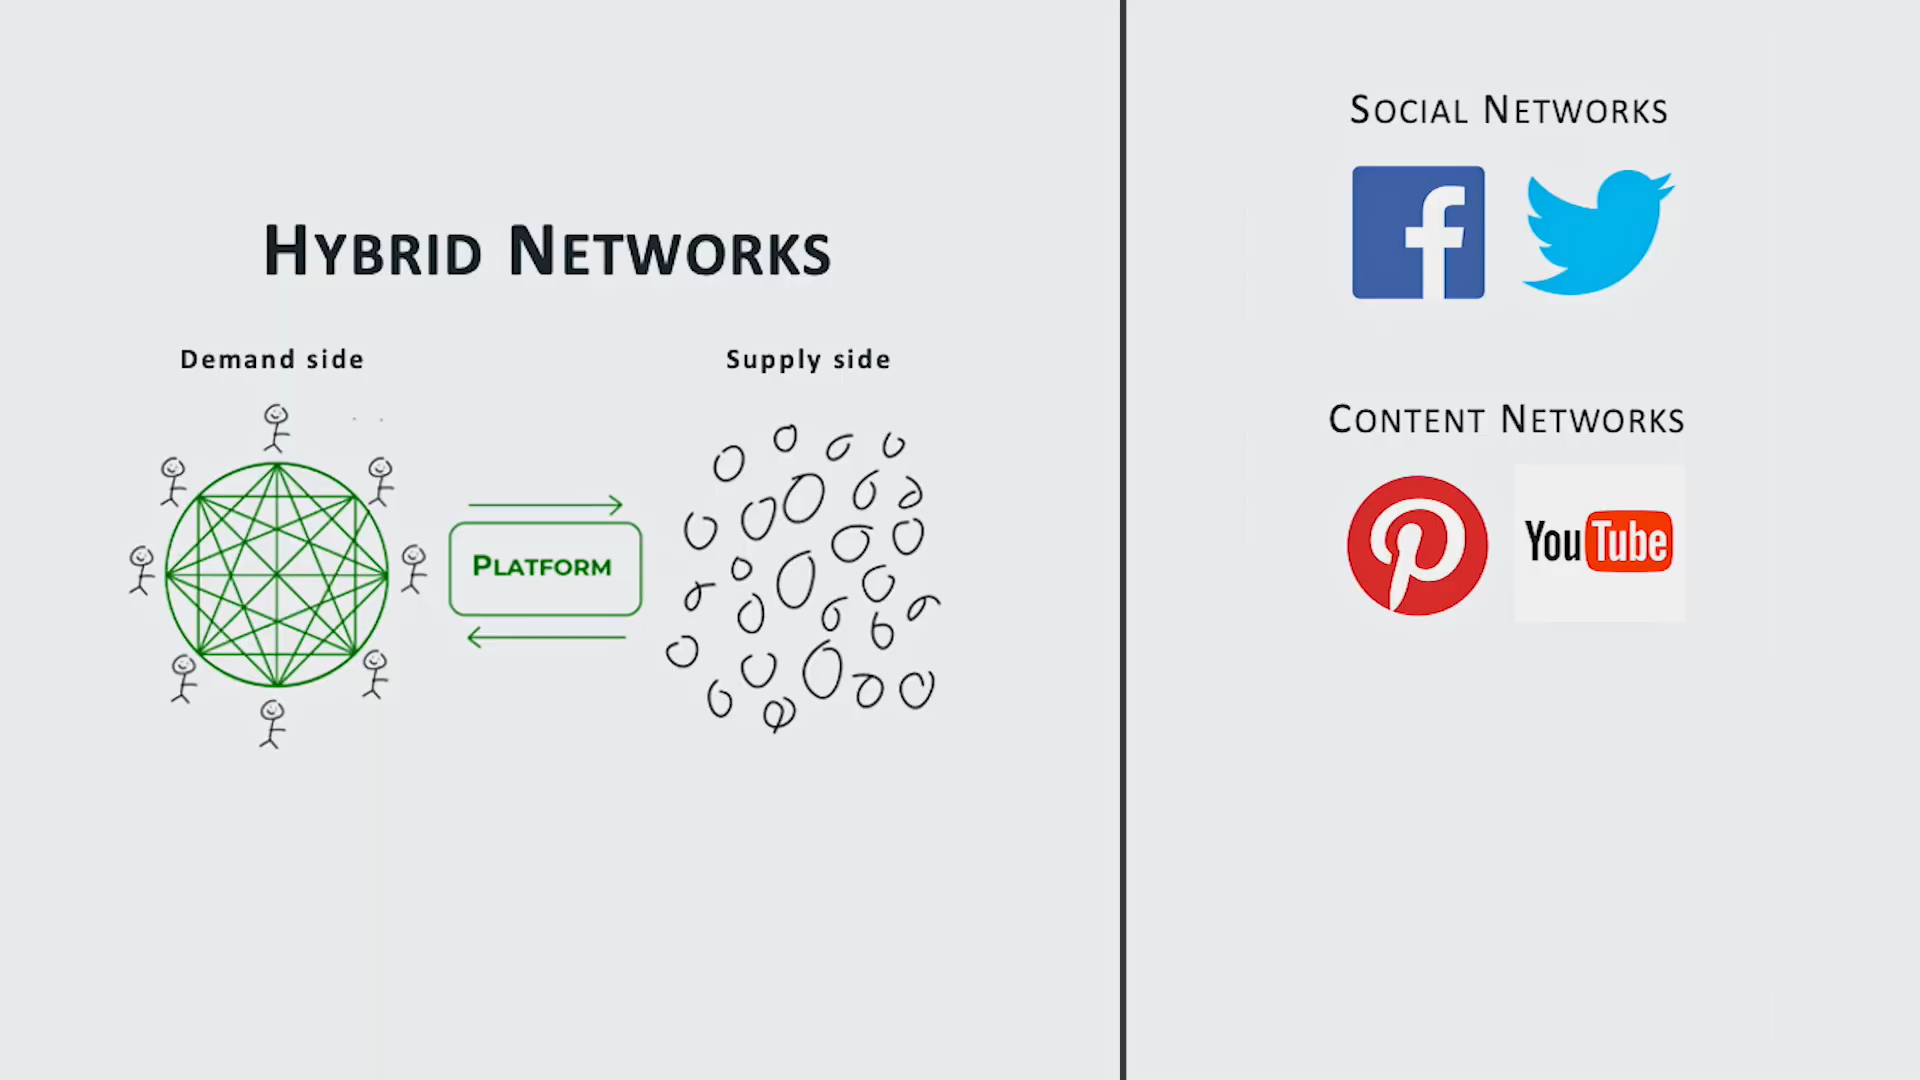 HYBRID NETWORKS
Demand side
Supply side
PLATFORM
SOCIAL NETWORKS
f
CONTENT NETWORKS
YouTube